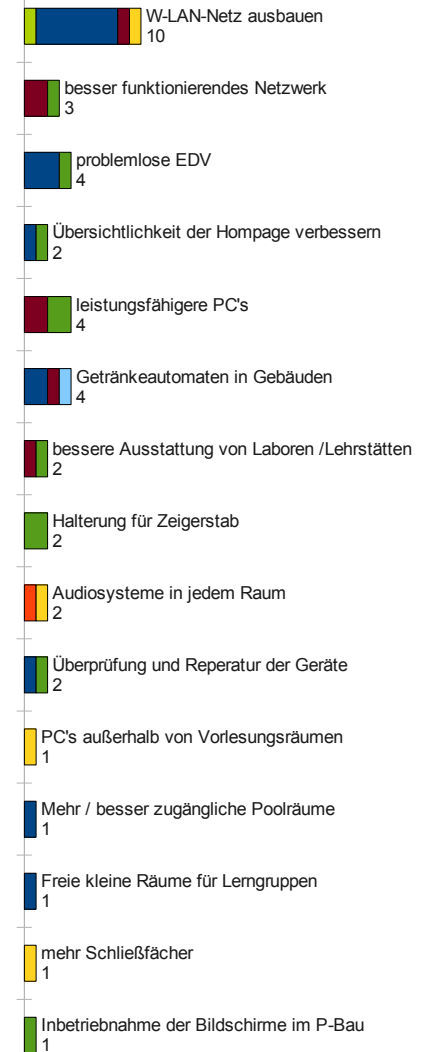 W-LAN-Netz ausbauen
10
besser funktionierendes Netzwerk
3
problemlose EDV
4
Übersichtlichkeit der Hompage verbessern
2
leistungsfähigere PC's
4
Getränkeautomaten in Gebäuden
4
bessere Ausstattung von Laboren /Lehrstätten
2
Halterung für Zeigerstab
2
Audiosysteme in jedem Raum
2
Überprüfung und Reperatur der Geräte
2
PC's außerhalb von Vorlesungsräumen
1
Mehr / besser zugängliche Poolräume
1
Freie kleine Räume für Lerngruppen
1
mehr Schließfächer
1
Inbetriebnahme der Bildschirme im P-Bau
1